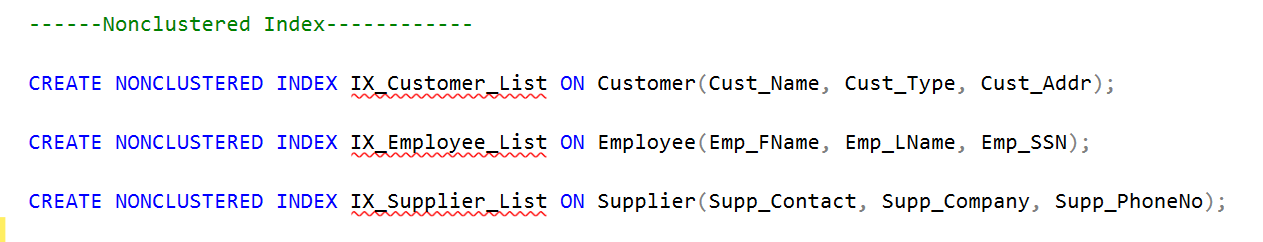 ------Nonclustered Index------------
CREATE NONCLUSTERED INDEX IX_Customer_List ON Customer(Cust_Name, Cust_Type, Cust_Addr);
CREATE NONCLUSTERED INDEX IX_Employee_List ON Employee(Emp_FName, Emp_LName, Emp_SSN);
CREATE NONCLUSTERED INDEX IX_Supplier_List ON Supplier(Supp_Contact, Supp_Company, Supp_PhoneNo);